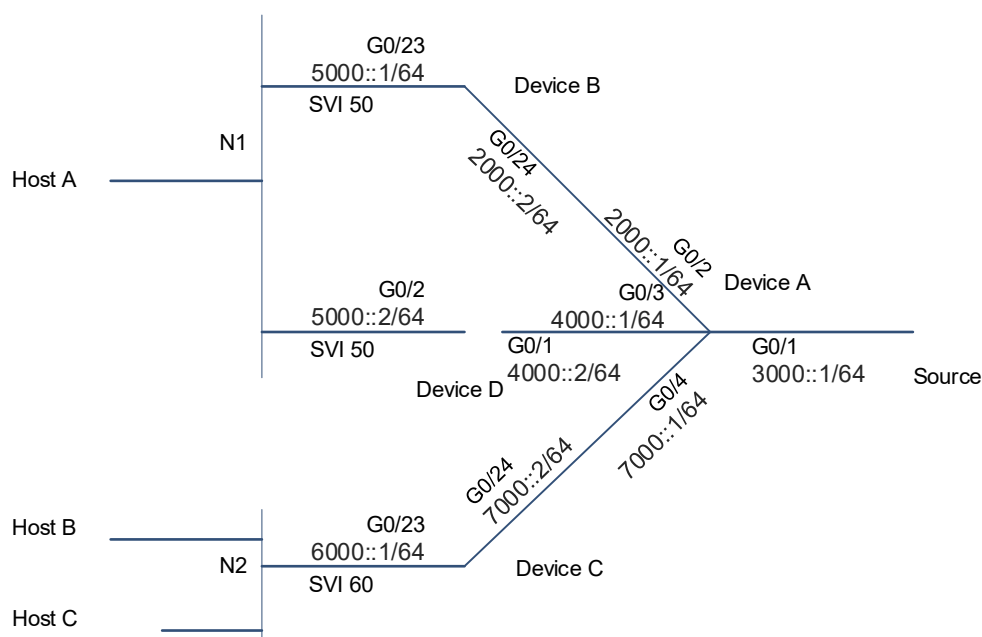 G0/23
5000::1/64
SVI 50
Device B
N1
Host A
G0/24
2000::2/64
2000::1/64
G0/2
Device A
G0/3
4000::1/64
G0/2
5000::2/64
SVI 50
G0/1
4000::2/64
Device D
G0/1
3000::1/64
Source
G0/4
7000::1/64
G0/24
7000::2/64
Host B
G0/23
6000::1/64
SVI 60
N2
Device C
Host C